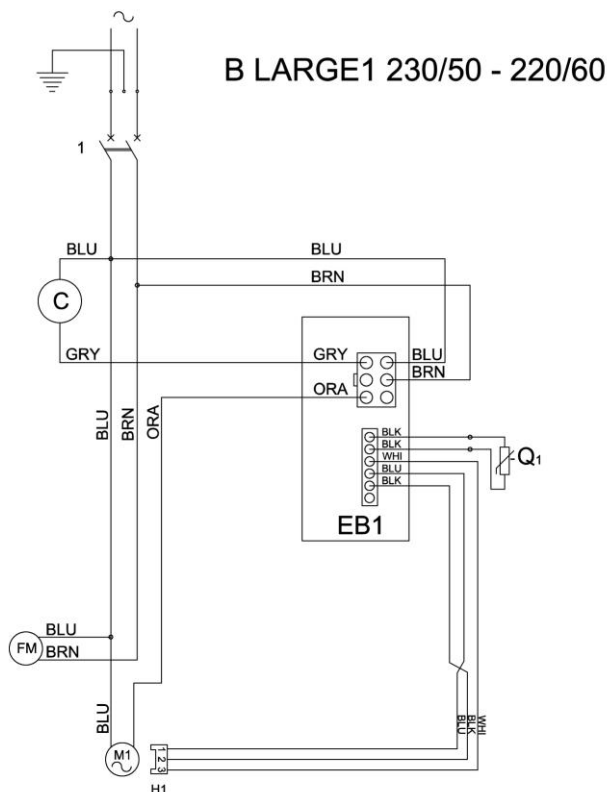 B LARGE1 230/50 - 220/60
1
BLU BLU
BRN
C
GRY GRY BLU
BRN
ORA
BLU
BRN
ORA
BLK
BLK
WHI
BLU
BLK
Q1
EB1
BLU
FM
BRN
BLU
M1
1
2
3
H1
BLU
BLK
WHI